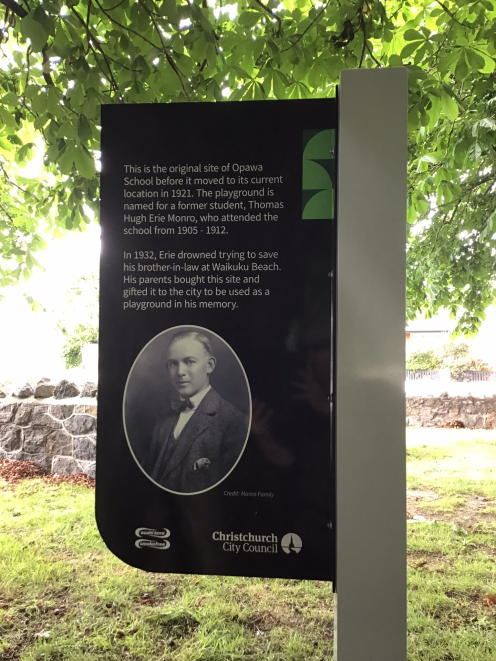 This is the original site of Opawa
School before it moved to its current
location in 1921. The playground is
named for a former student, Thomas
Hugh Erie Monro, who attended the
school from 1905 - 1912.
In 1932, Erie drowned trying to save
his brother-in-law at Waikuku Beach.
His parents bought this site and
gifted it to the city to be used as a
playground in his memory.
Credit: Monro Family
smokefree
Christchurch
City Council